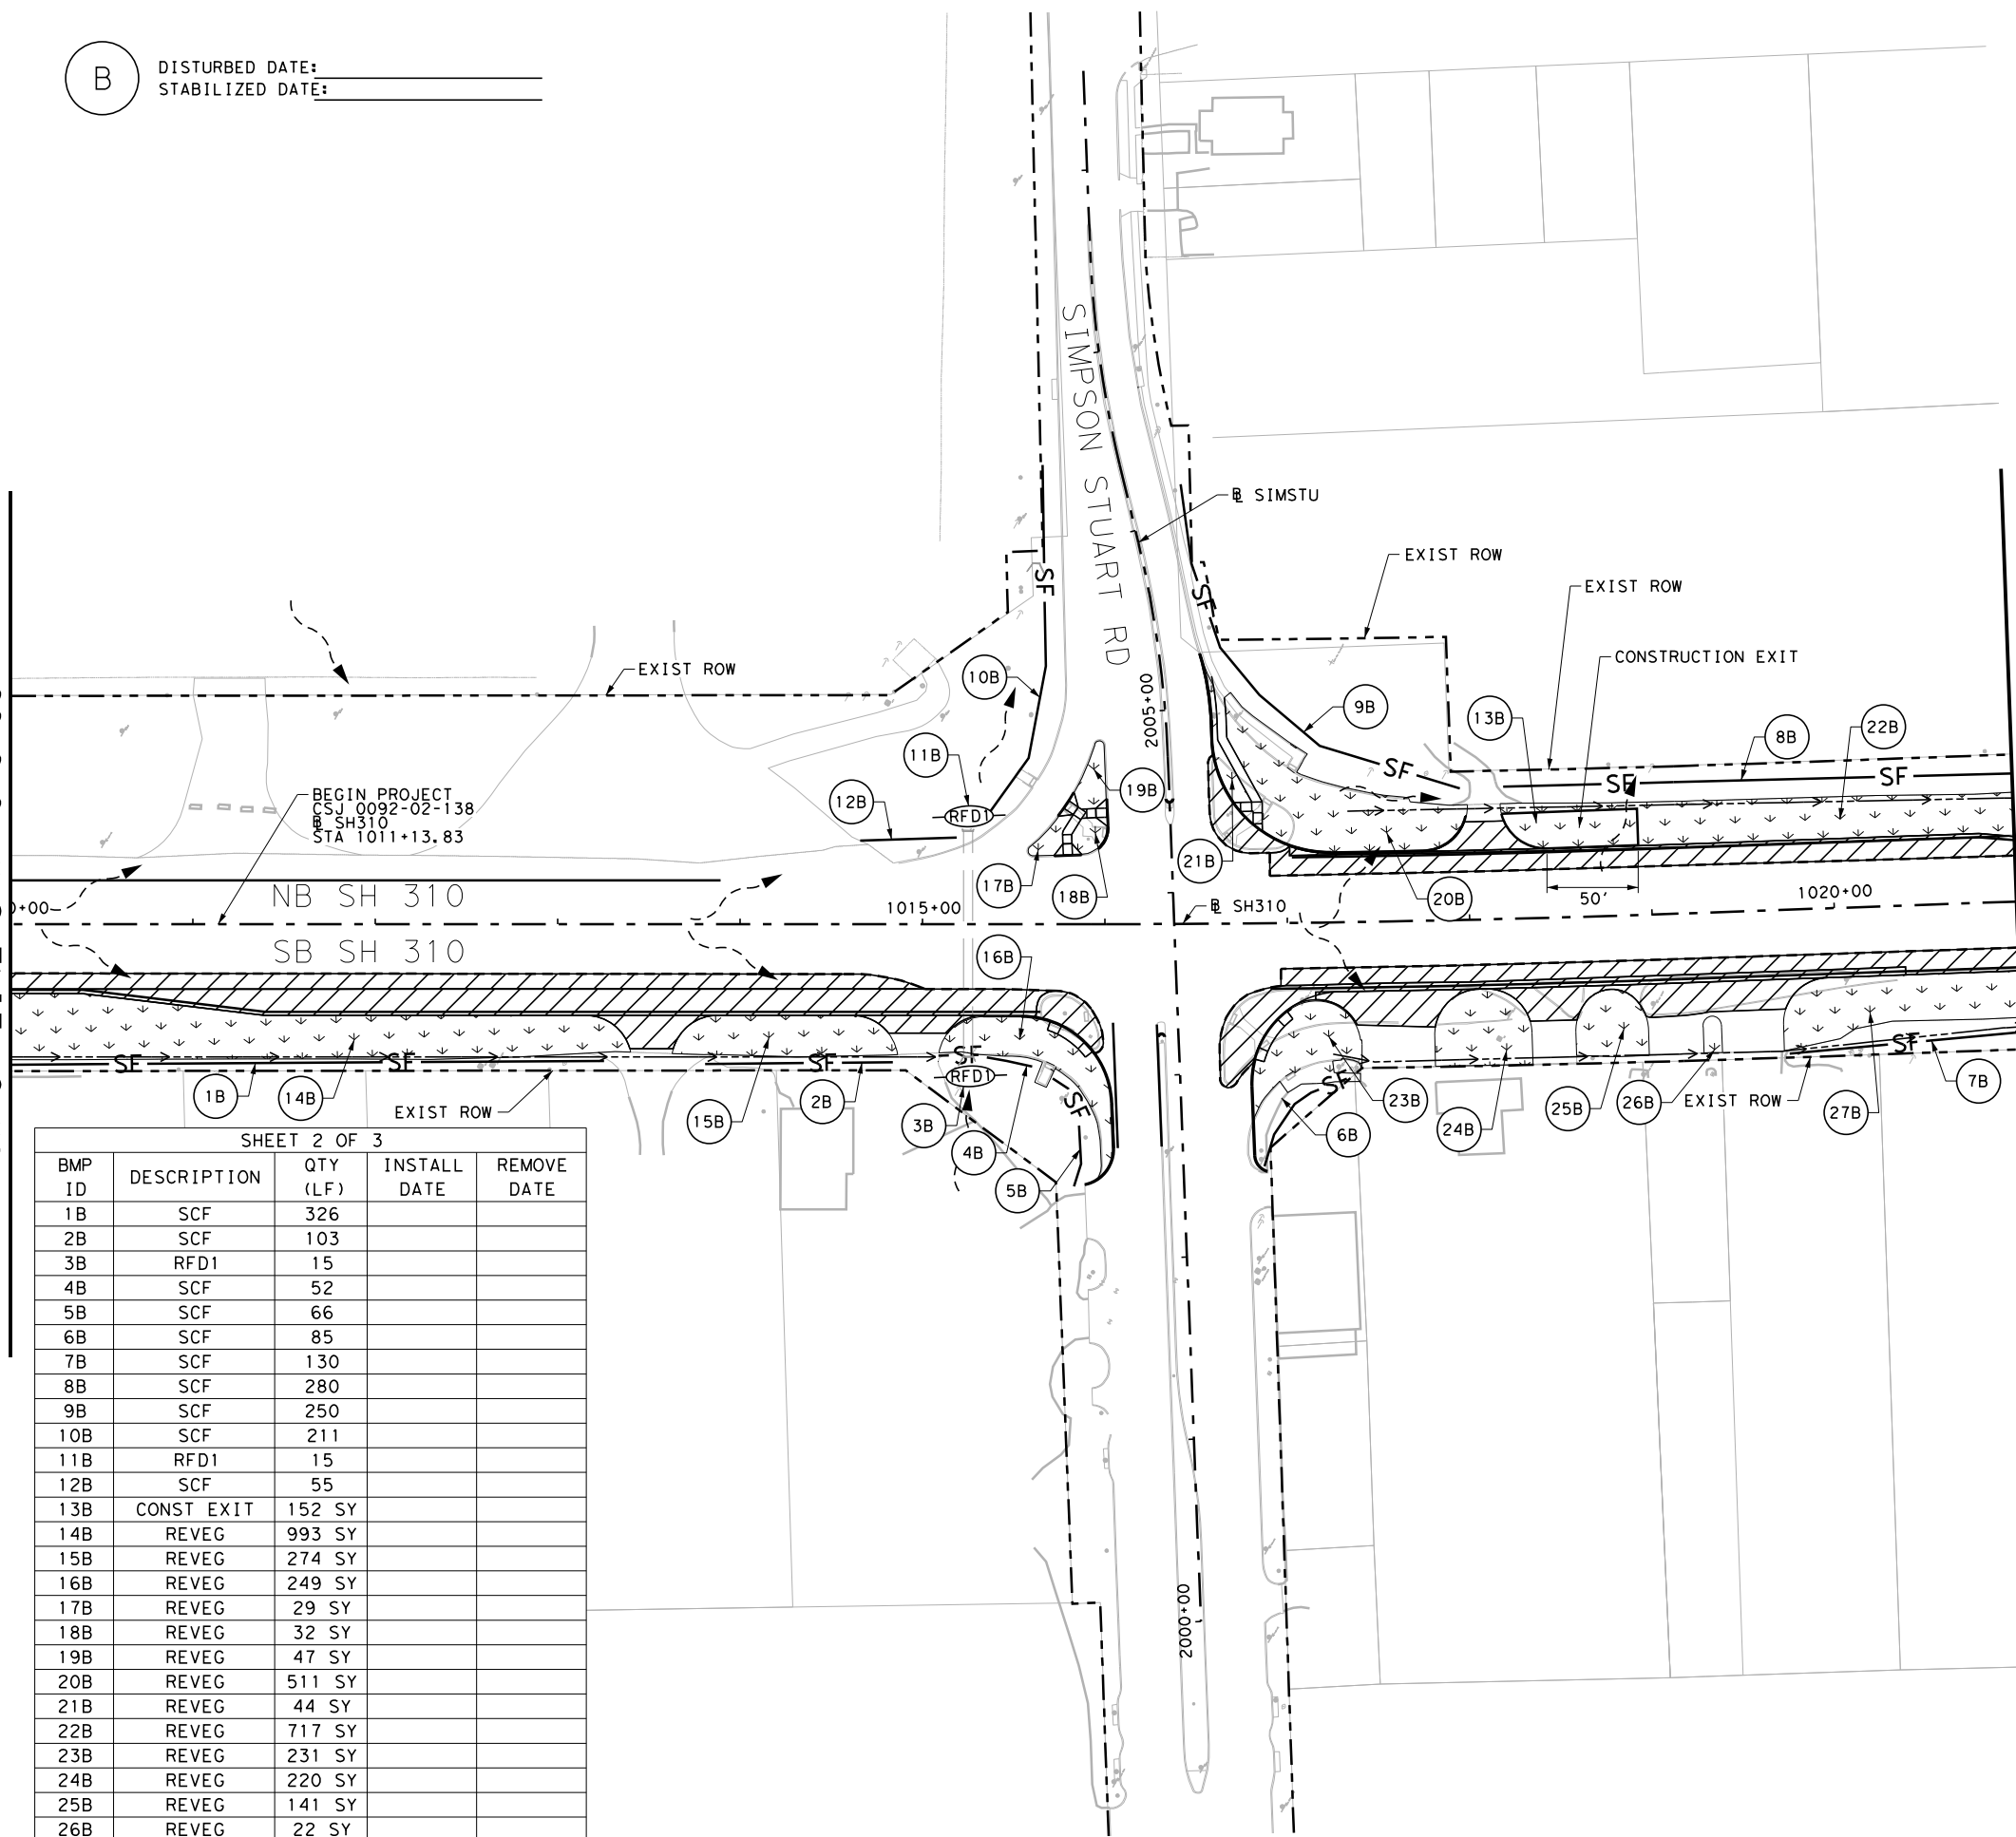 B
DISTURBED DATE:
STABILIZED DATE:
SIMPSON STUART RD
℄ SIMSTU
EXIST ROW
EXIST ROW
CONSTRUCTION EXIT
EXIST ROW
SF
SF
10B
9B
13B
8B
22B
2005+00
11B
19B
SF
SF
SF
BEGIN PROJECT
CSJ 0092-02-138
℄ SH310
STA 1011+13.83
12B
RFD1
17B
18B
21B
20B
50'
1020+00
NB SH 310
0+00
1015+00
℄ SH310
SB SH 310
16B
SF
SF
SF
SF
SF
RFD1
SF
SF
1B
14B
EXIST ROW
15B
2B
3B
4B
5B
6B
23B
24B
25B
26B
EXIST ROW
27B
7B
2000+00
SHEET 2 OF 3
BMP ID DESCRIPTION QTY (LF) INSTALL DATE REMOVE DATE
1B SCF 326
2B SCF 103
3B RFD1 15
4B SCF 52
5B SCF 66
6B SCF 85
7B SCF 130
8B SCF 280
9B SCF 250
10B SCF 211
11B RFD1 15
12B SCF 55
13B CONST EXIT 152 SY
14B REVEG 993 SY
15B REVEG 274 SY
16B REVEG 249 SY
17B REVEG 29 SY
18B REVEG 32 SY
19B REVEG 47 SY
20B REVEG 511 SY
21B REVEG 44 SY
22B REVEG 717 SY
23B REVEG 231 SY
24B REVEG 220 SY
25B REVEG 141 SY
26B REVEG 22 SY